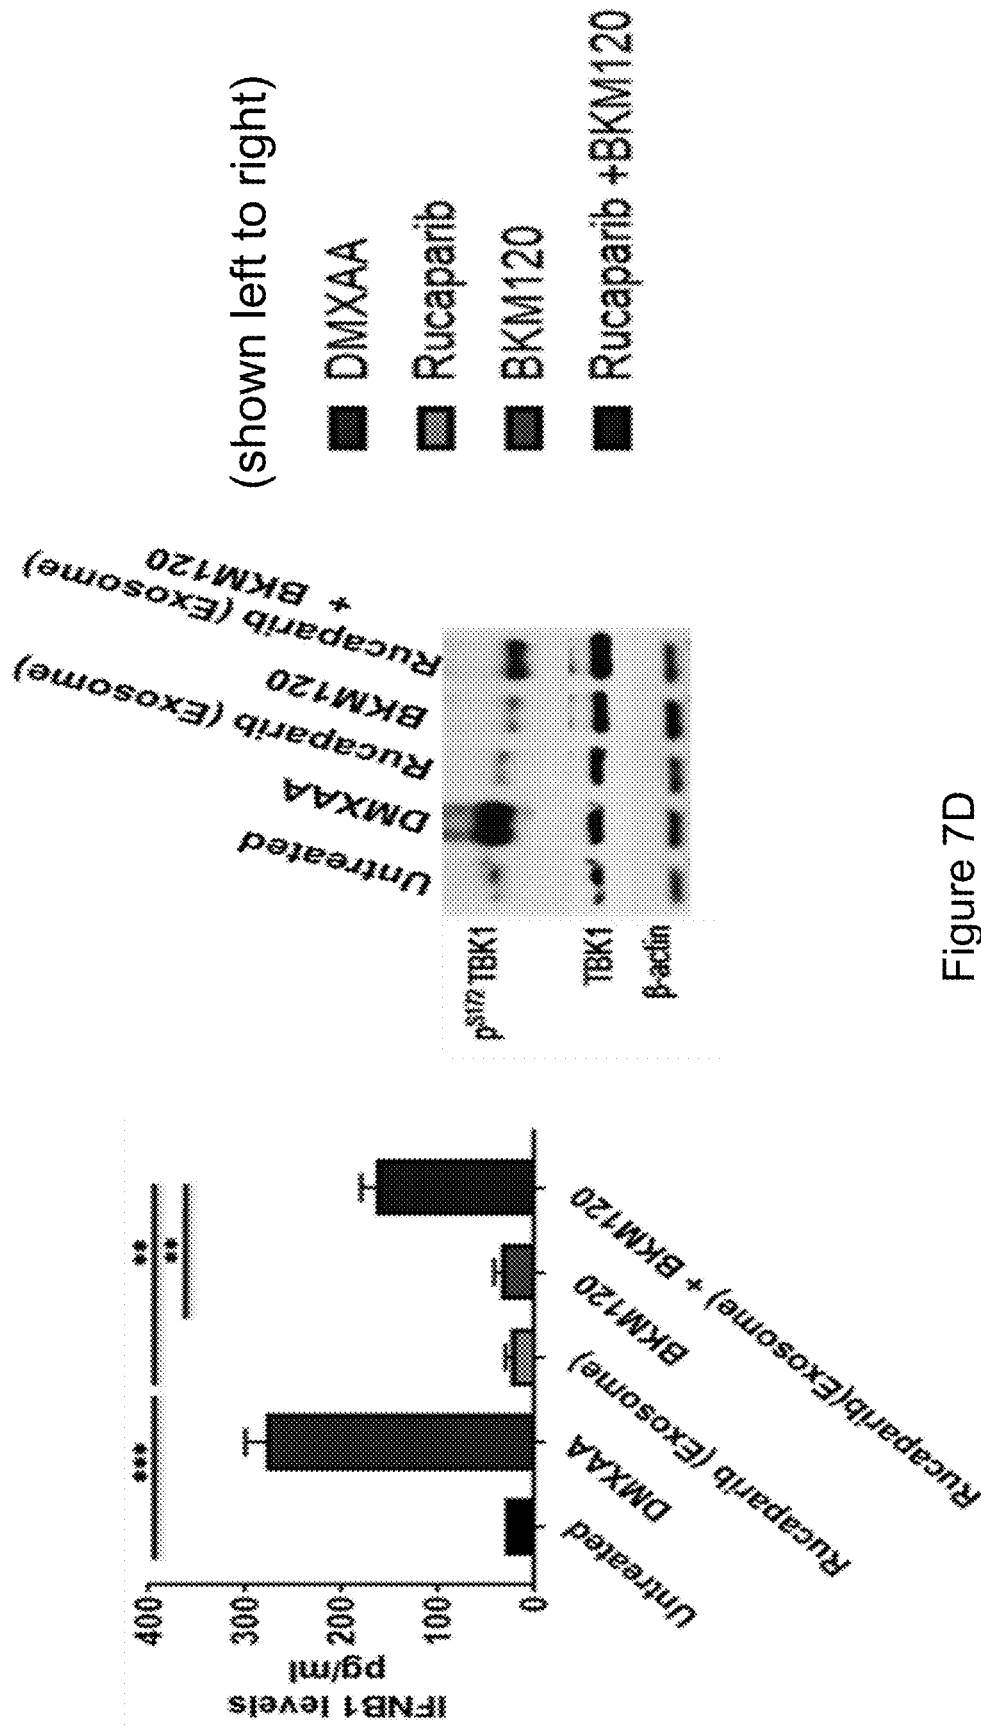 IFNB1 levels
pg/ml
400
300
200
100
0
***
**
**
Untreated
DMXAA
Rucaparib (Exosome)
BKM120
Rucaparib(Exosome) + BKM120
Untreated
DMXAA
Rucaparib (Exosome)
BKM120
Rucaparib (Exosome)
+ BKM120
pS172 TBK1
TBK1
β-actin
(shown left to right)
DMXAA
Rucaparib
BKM120
Rucaparib +BKM120
Figure 7D